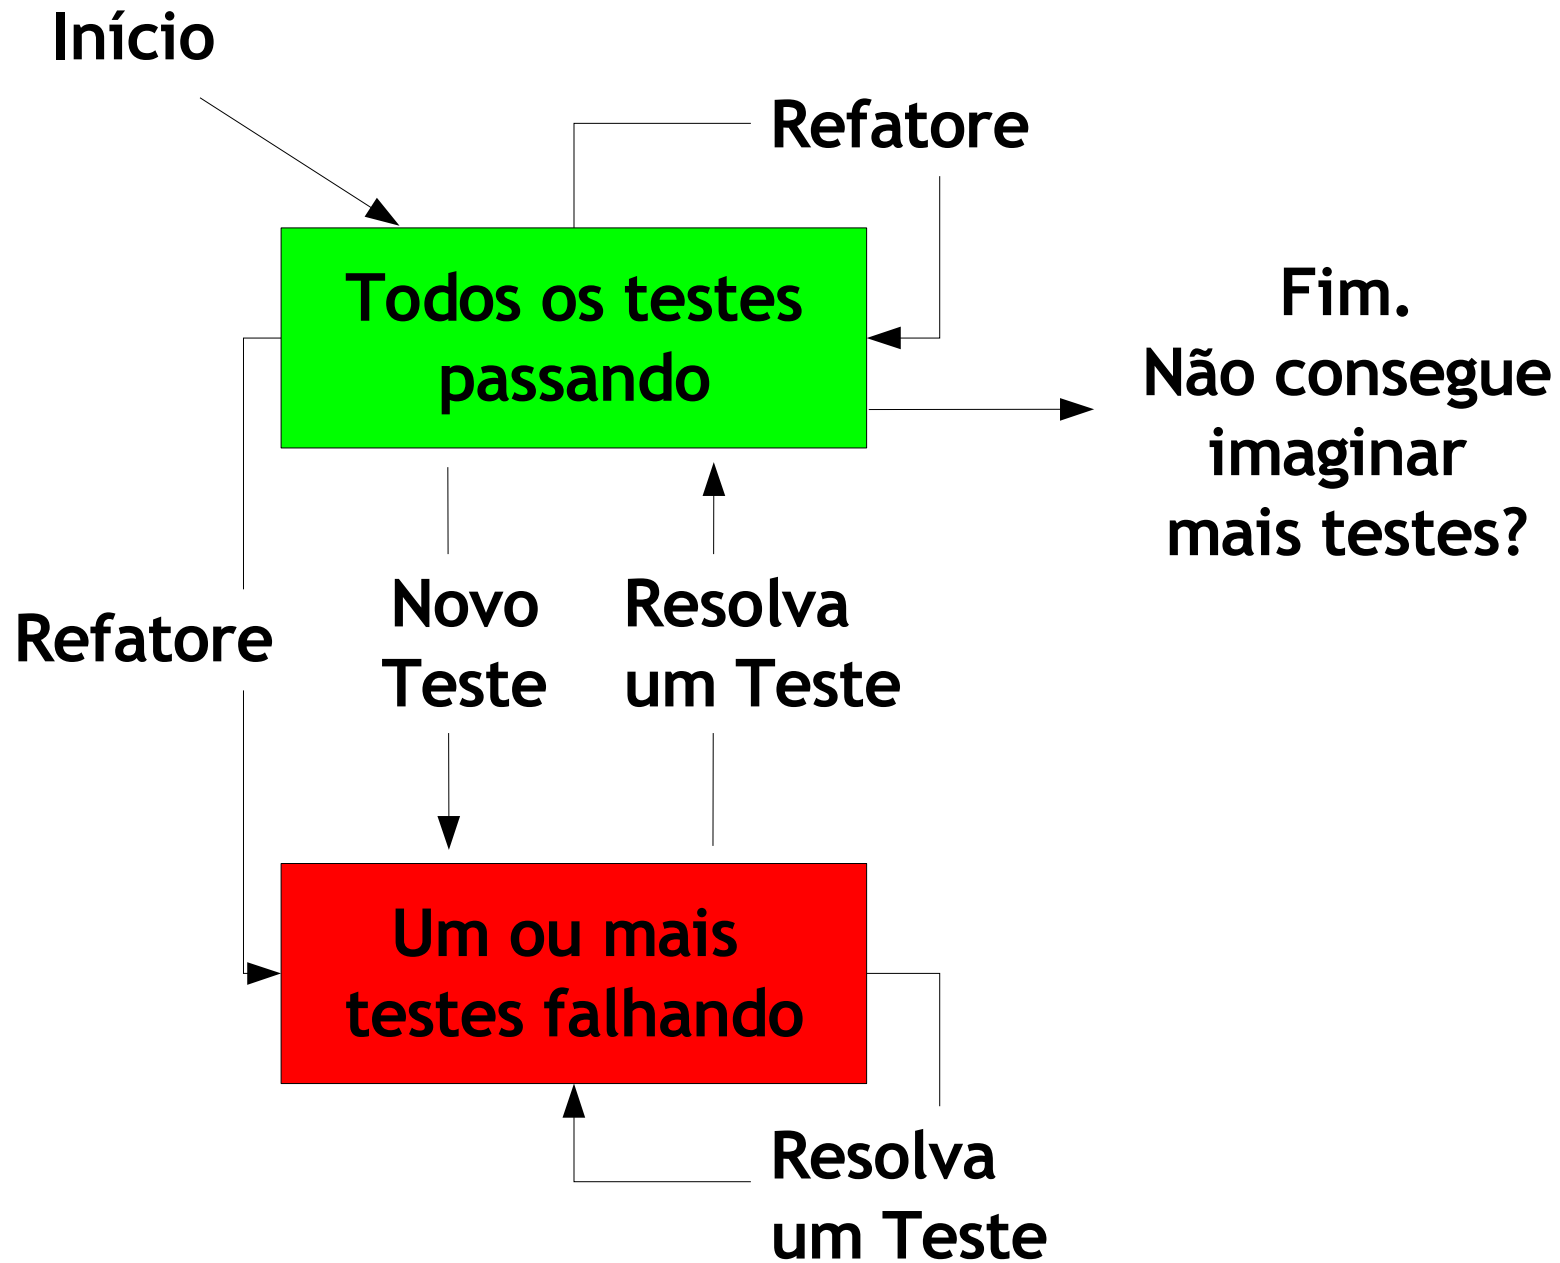 Início
Refatore
Todos os testes
passando
Fim.
Não consegue
imaginar
mais testes?
Refatore
Novo
Teste
Resolva
um Teste
Um ou mais
testes falhando
Resolva
um Teste